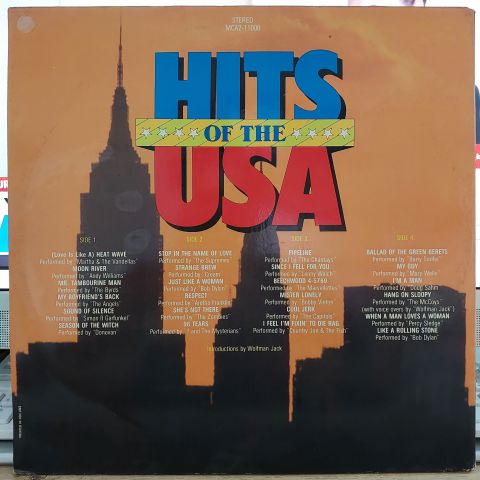 STEREO
MCA2-11000
HITS
OF THE
USA
SIDE 1
(Love Is Like A) HEAT WAVE
Performed by "Martha & The Vandellas"
MOON RIVER
Performed by "Andy Williams"
MR. TAMBOURINE MAN
Performed by "The Byrds"
MY BOYFRIEND'S BACK
Performed by "The Angels"
SOUND OF SILENCE
Performed by "Simon & Garfunkel"
SEASON OF THE WITCH
Performed by "Donovan"
SIDE 2
STOP IN THE NAME OF LOVE
Performed by "The Supremes"
STRANGE BREW
Performed by "Cream"
JUST LIKE A WOMAN
Performed by "Bob Dylan"
RESPECT
Performed by "Aretha Franklin"
SHE'S NOT THERE
Performed by "The Zombies"
96 TEARS
Performed by "? and The Mysterians"
SIDE 3
PIPELINE
Performed by "The Chantays"
SINCE I FELL FOR YOU
Performed by "Lenny Welch"
BEECHWOOD 4-5789
Performed by "The Marvelettes"
MISTER LONELY
Performed by "Bobby Vinton"
COOL JERK
Performed by "The Capitols"
I FEEL I'M FIXIN' TO DIE RAG
Performed by "Country Joe & The Fish"
SIDE 4
BALLAD OF THE GREEN BERETS
Performed by "Barry Sadler"
MY GUY
Performed by "Mary Wells"
I'M A MAN
Performed by "Doug Sahm"
HANG ON SLOOPY
Performed by "The McCoys"
(with voice overs by "Wolfman Jack")
WHEN A MAN LOVES A WOMAN
Performed by "Percy Sledge"
LIKE A ROLLING STONE
Performed by "Bob Dylan"
Introductions by Wolfman Jack